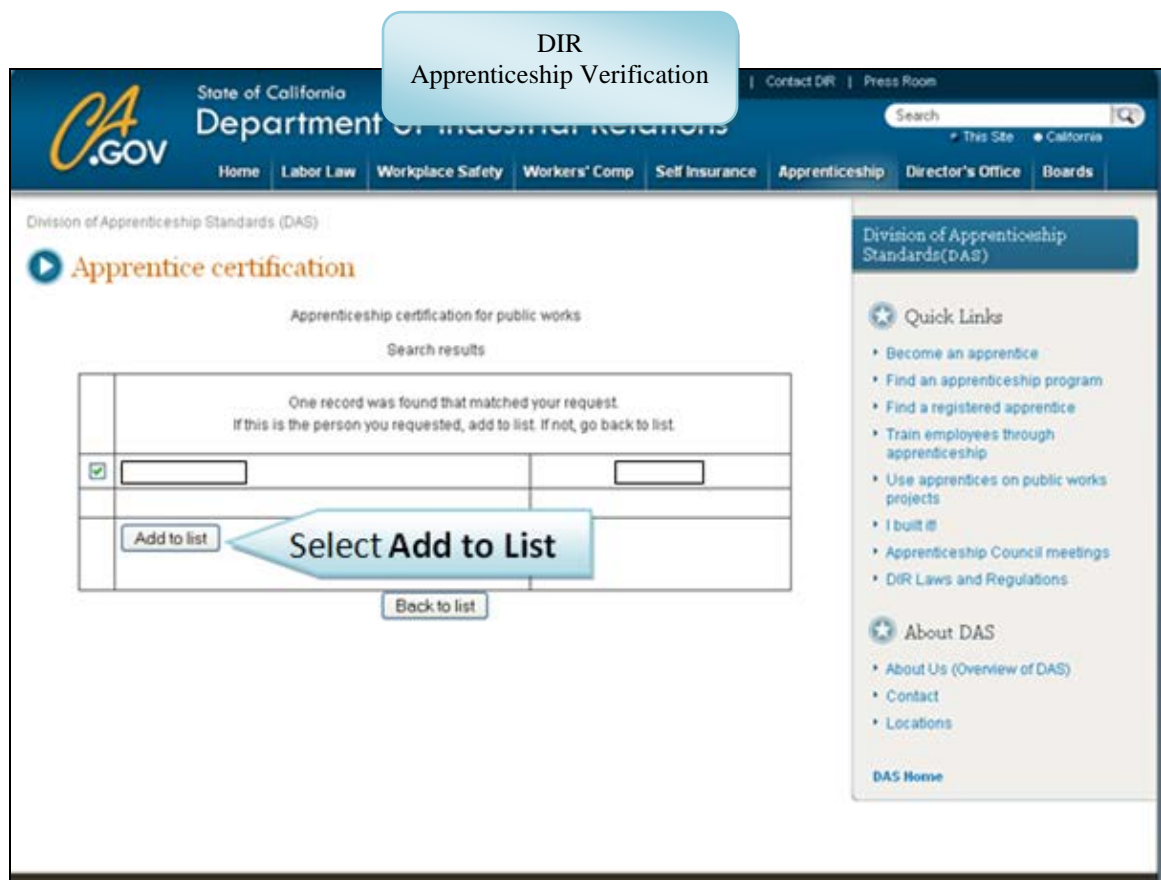 DIR
Apprenticeship Verification
| Contact DIR | Press Room
CA
.GOV
State of California
Department of Industrial Relations
Search
This Site California
Home Labor Law Workplace Safety Workers' Comp Self Insurance Apprenticeship Director's Office Boards
Division of Apprenticeship Standards (DAS)
Apprentice certification
Apprenticeship certification for public works
Search results
One record was found that matched your request.
If this is the person you requested, add to list. If not, go back to list.
Add to list
Select Add to List
Back to list
Division of Apprenticeship
Standards(DAS)
Quick Links
Become an apprentice
Find an apprenticeship program
Find a registered apprentice
Train employees through
apprenticeship
Use apprentices on public works
projects
I built it!
Apprenticeship Council meetings
DIR Laws and Regulations
About DAS
About Us (Overview of DAS)
Contact
Locations
DAS Home